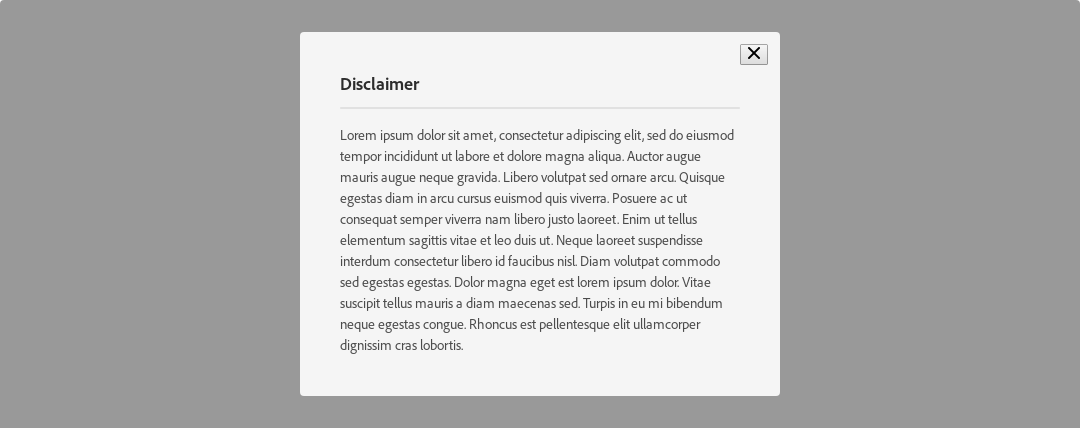 Disclaimer
Lorem ipsum dolor sit amet, consectetur adipiscing elit, sed do eiusmod
tempor incididunt ut labore et dolore magna aliqua. Auctor augue
mauris augue neque gravida. Libero volutpat sed ornare arcu. Quisque
egestas diam in arcu cursus euismod quis viverra. Posuere ac ut
consequat semper viverra nam libero justo laoreet. Enim ut tellus
elementum sagittis vitae et leo duis ut. Neque laoreet suspendisse
interdum consectetur libero id faucibus nisl. Diam volutpat commodo
sed egestas egestas. Dolor magna eget est lorem ipsum dolor. Vitae
suscipit tellus mauris a diam maecenas sed. Turpis in eu mi bibendum
neque egestas congue. Rhoncus est pellentesque elit ullamcorper
dignissim cras lobortis.